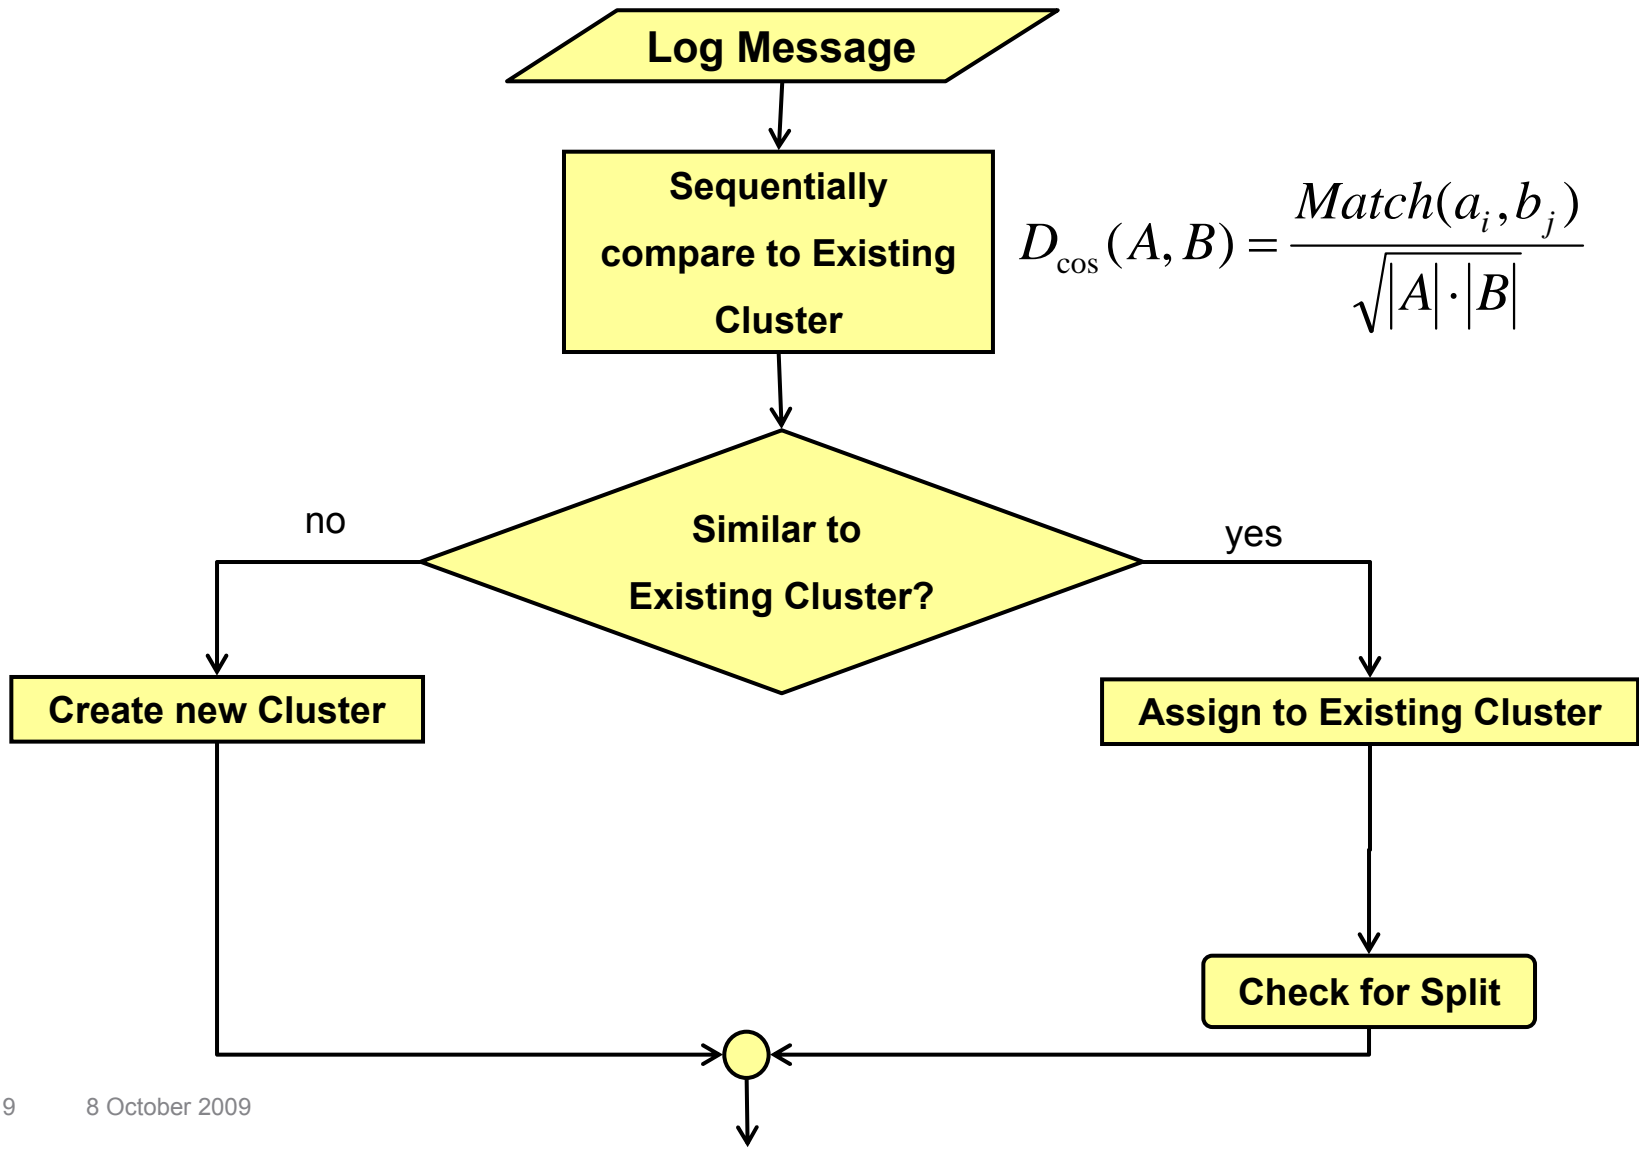 Log Message
Sequentially
compare to Existing
Cluster
D_cos(A, B) = Match(a_i, b_j) / √(|A| · |B|)
Similar to
Existing Cluster?
no
yes
Create new Cluster
Assign to Existing Cluster
Check for Split
9 8 October 2009